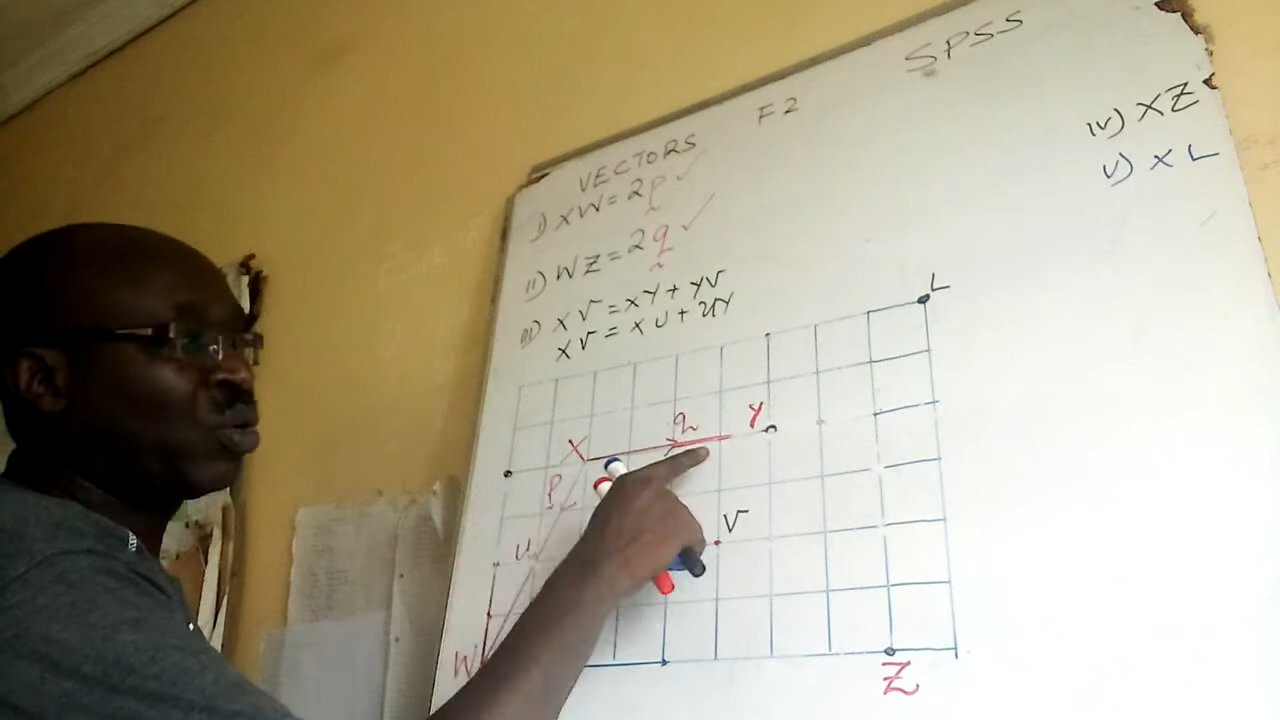 SPSS
F2
VECTORS
I) XW = 2p ✓
II) WZ = 2q ✓
III) XV = XY + YV
XV = XU + UY
IV) XZ
V) XL
L
X
q
Y
p
U
V
W
Z